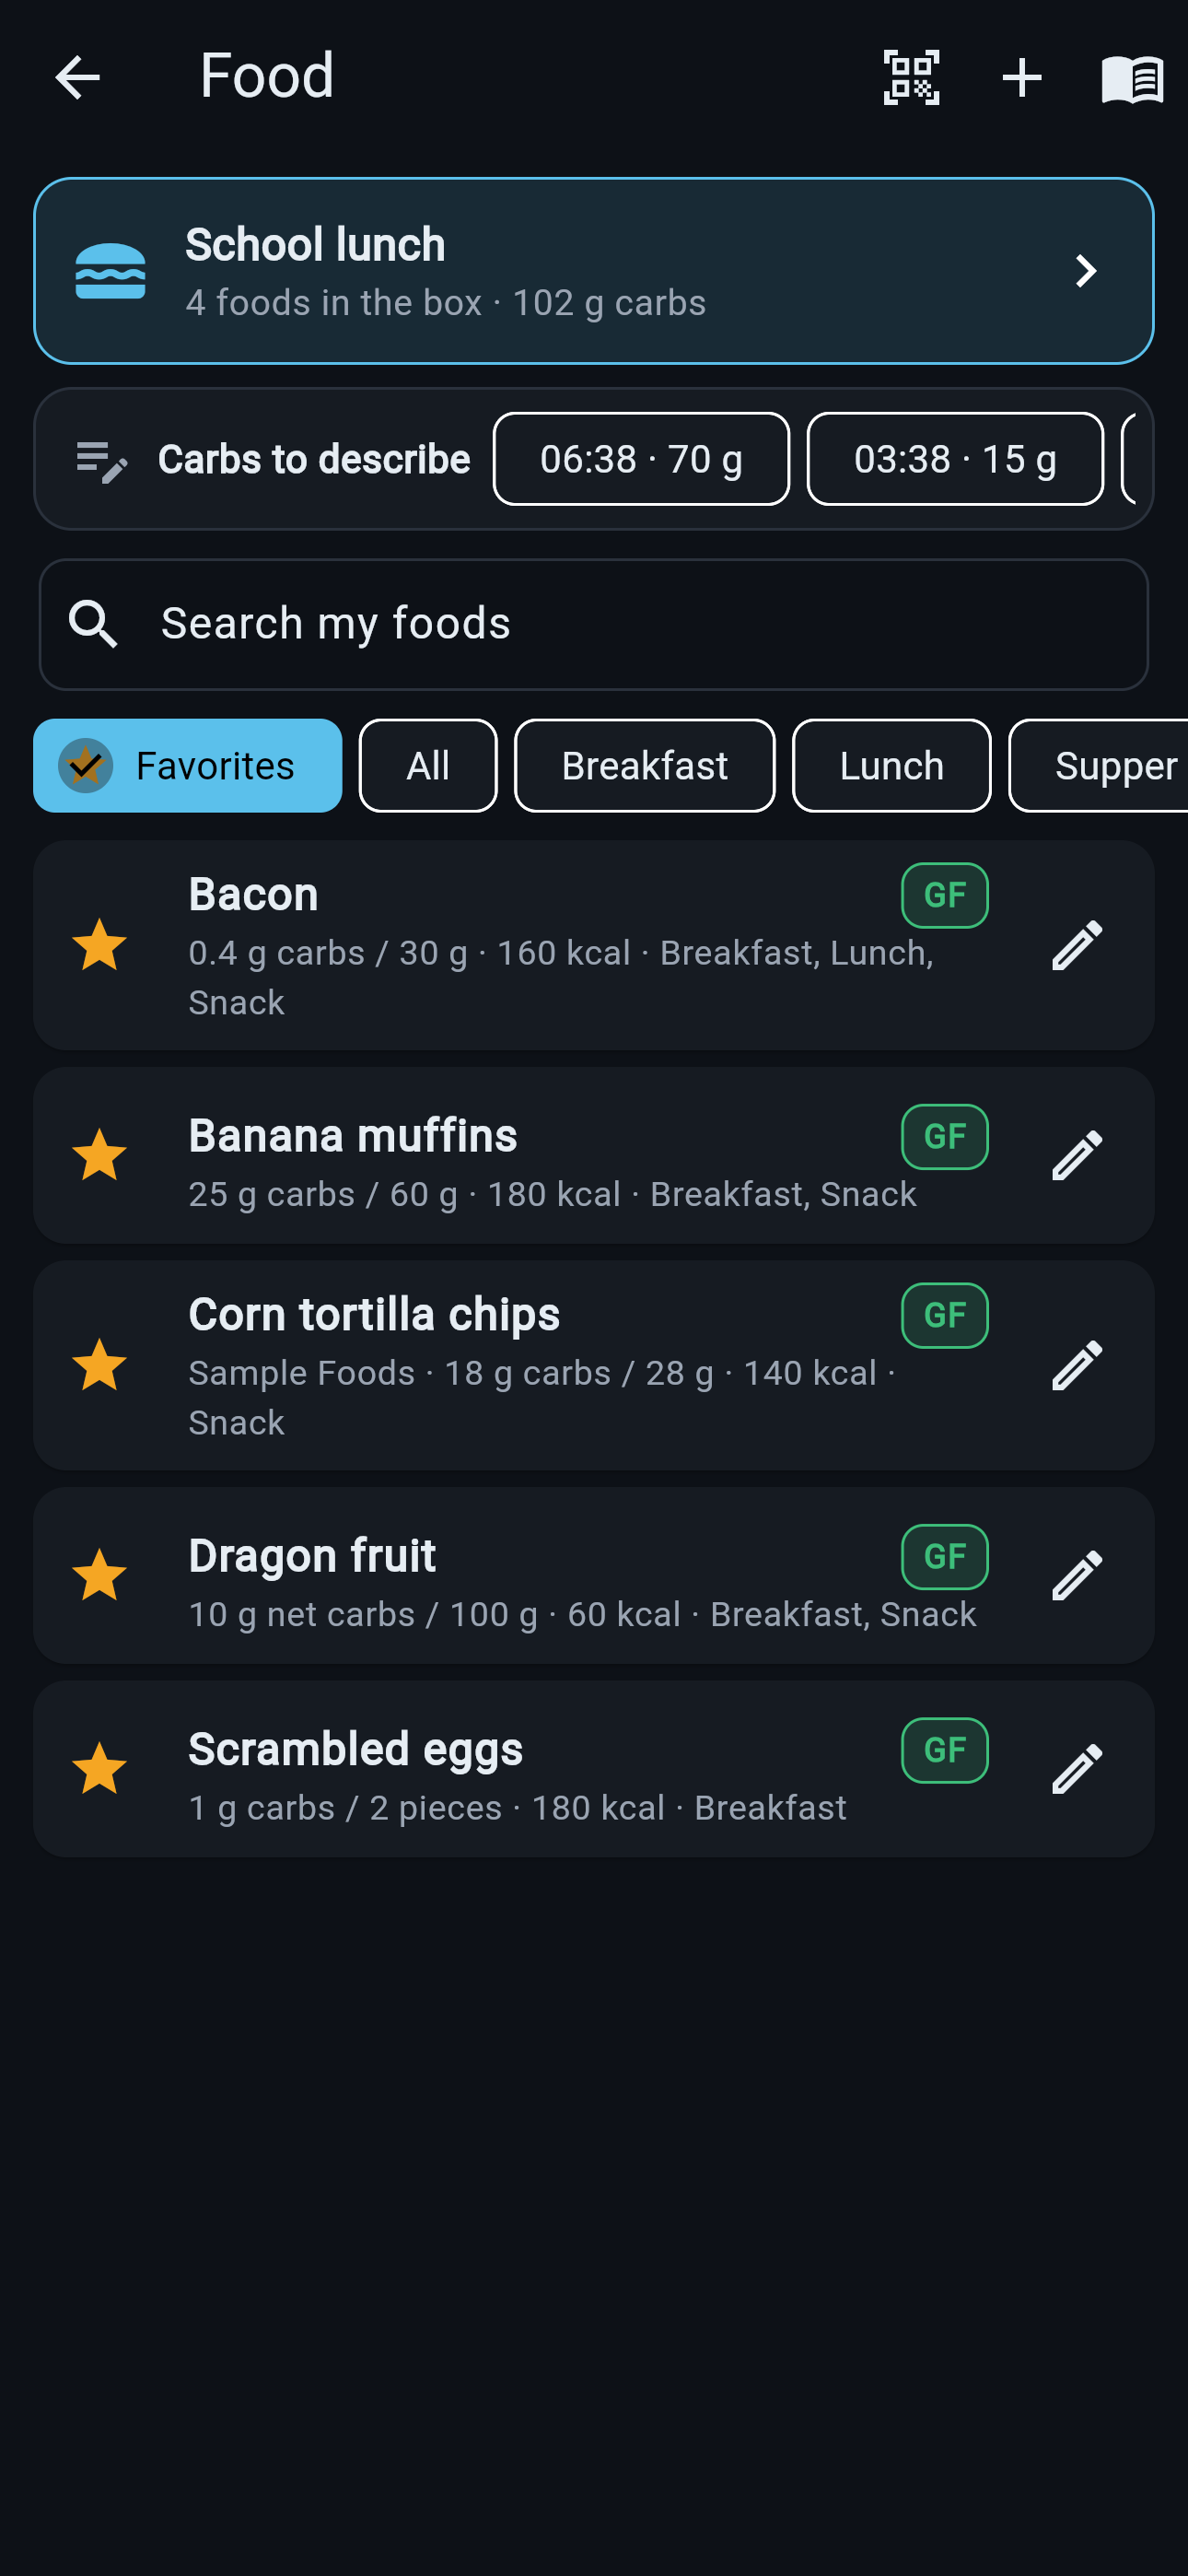 Food
School lunch
4 foods in the box · 102 g carbs
Carbs to describe
06:38 · 70 g
03:38 · 15 g
Search my foods
Favorites
All
Breakfast
Lunch
Supper
Bacon
GF
0.4 g carbs / 30 g · 160 kcal · Breakfast, Lunch,
Snack
Banana muffins
GF
25 g carbs / 60 g · 180 kcal · Breakfast, Snack
Corn tortilla chips
GF
Sample Foods · 18 g carbs / 28 g · 140 kcal ·
Snack
Dragon fruit
GF
10 g net carbs / 100 g · 60 kcal · Breakfast, Snack
Scrambled eggs
GF
1 g carbs / 2 pieces · 180 kcal · Breakfast